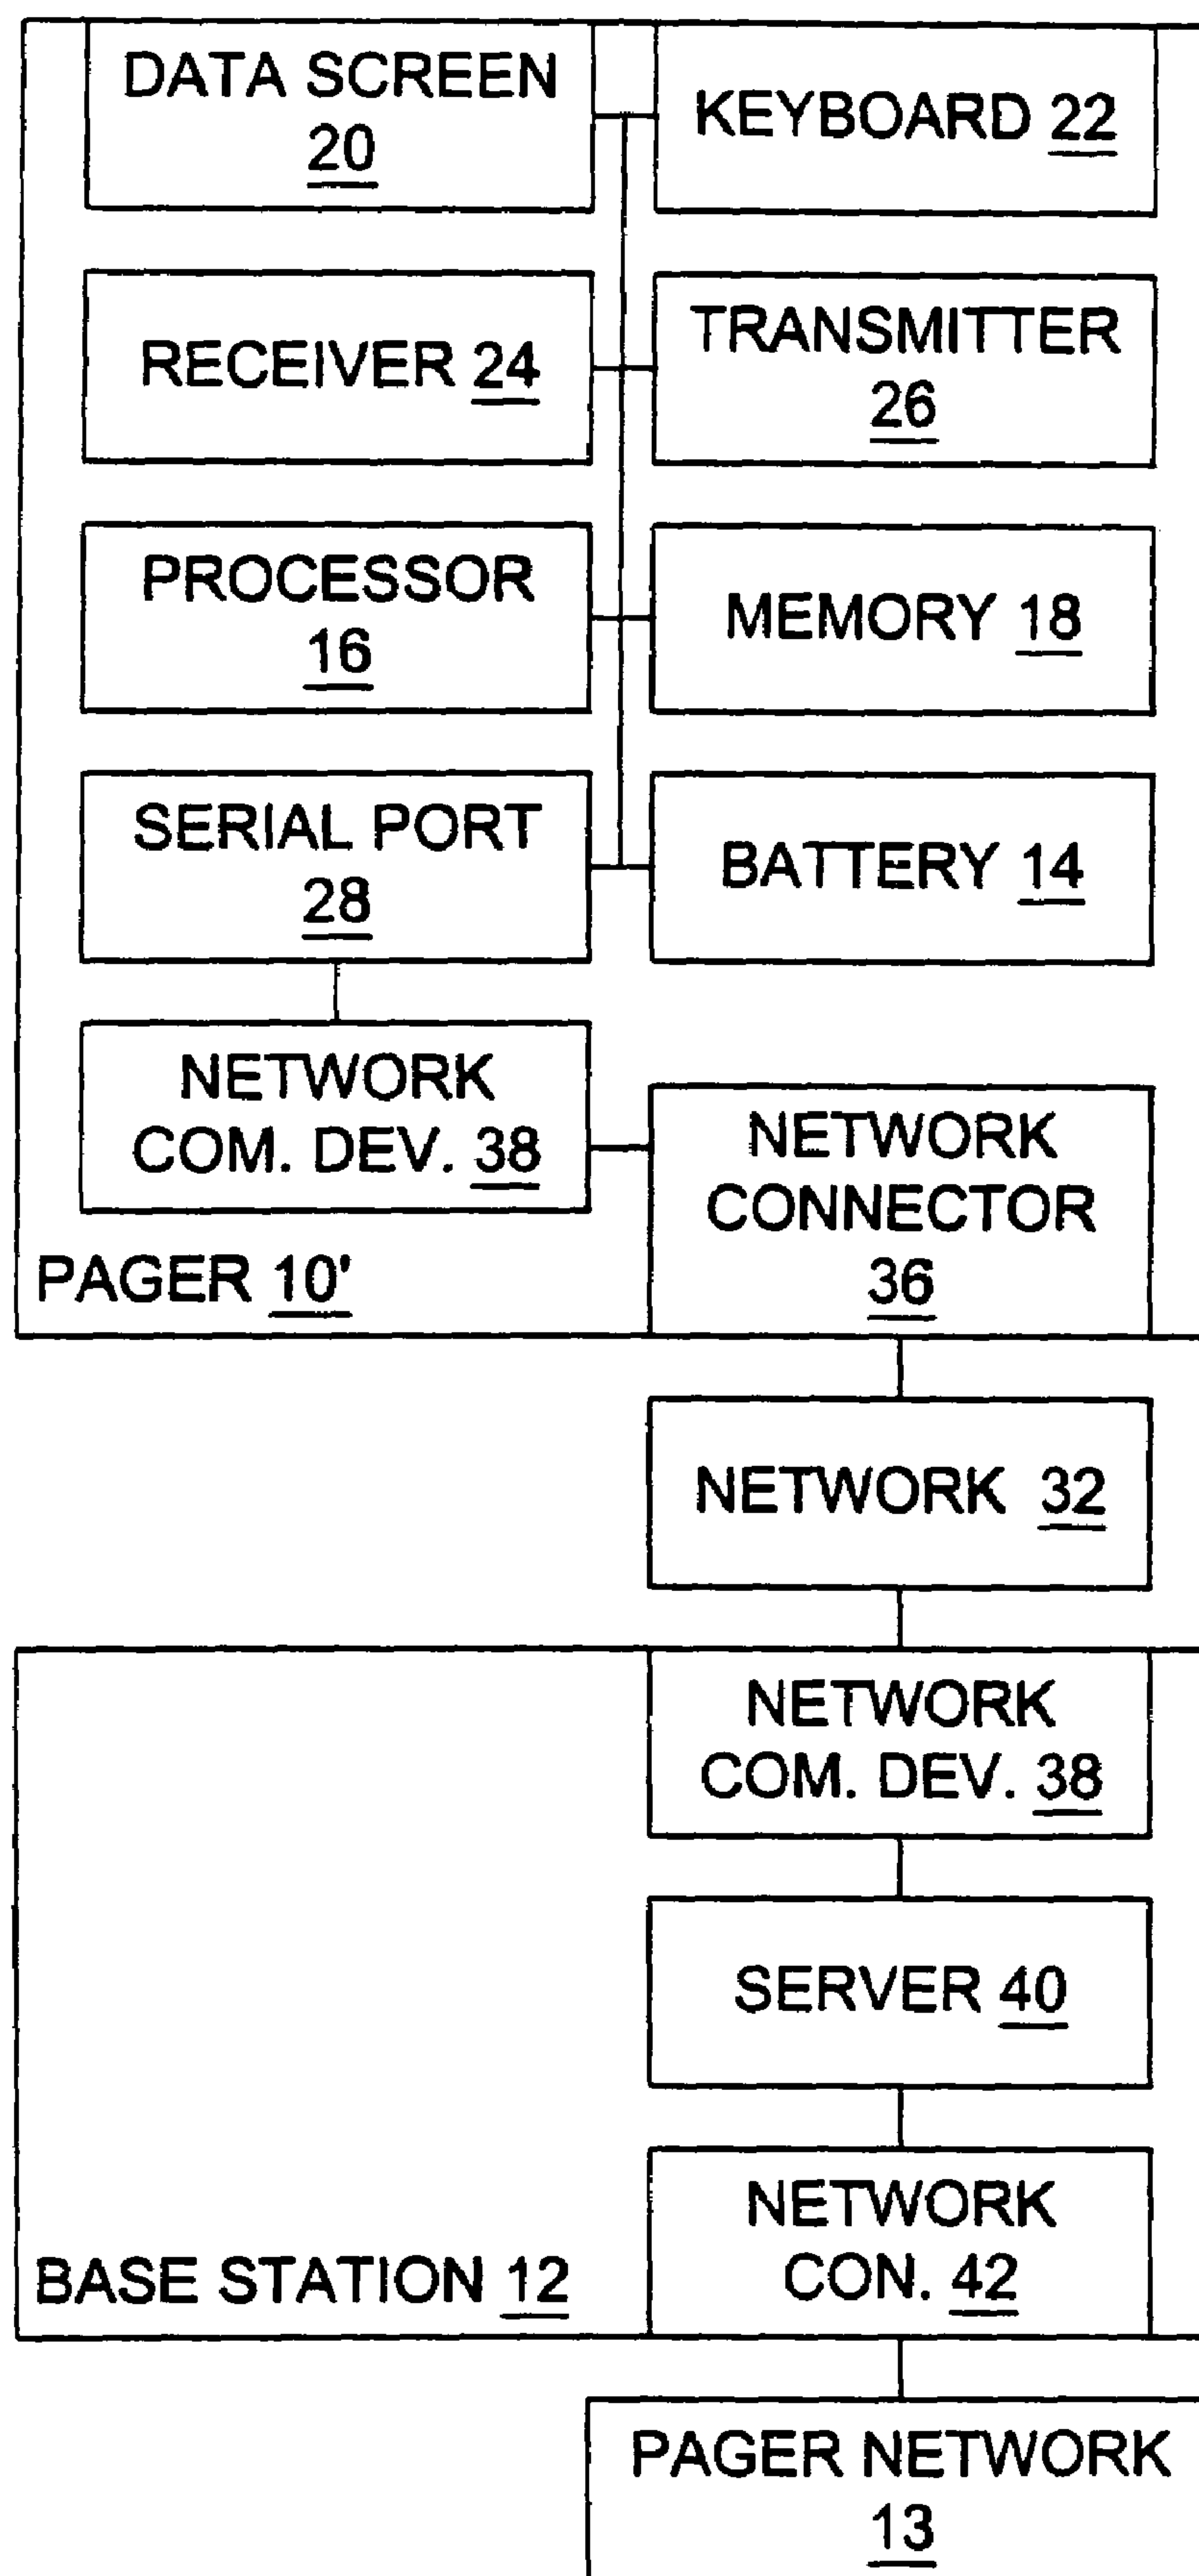 DATA SCREEN
20
KEYBOARD 22
RECEIVER 24
TRANSMITTER
26
PROCESSOR
16
MEMORY 18
SERIAL PORT
28
BATTERY 14
NETWORK
COM. DEV. 38
NETWORK
CONNECTOR
36
PAGER 10'
NETWORK 32
NETWORK
COM. DEV. 38
SERVER 40
NETWORK
CON. 42
BASE STATION 12
PAGER NETWORK
13